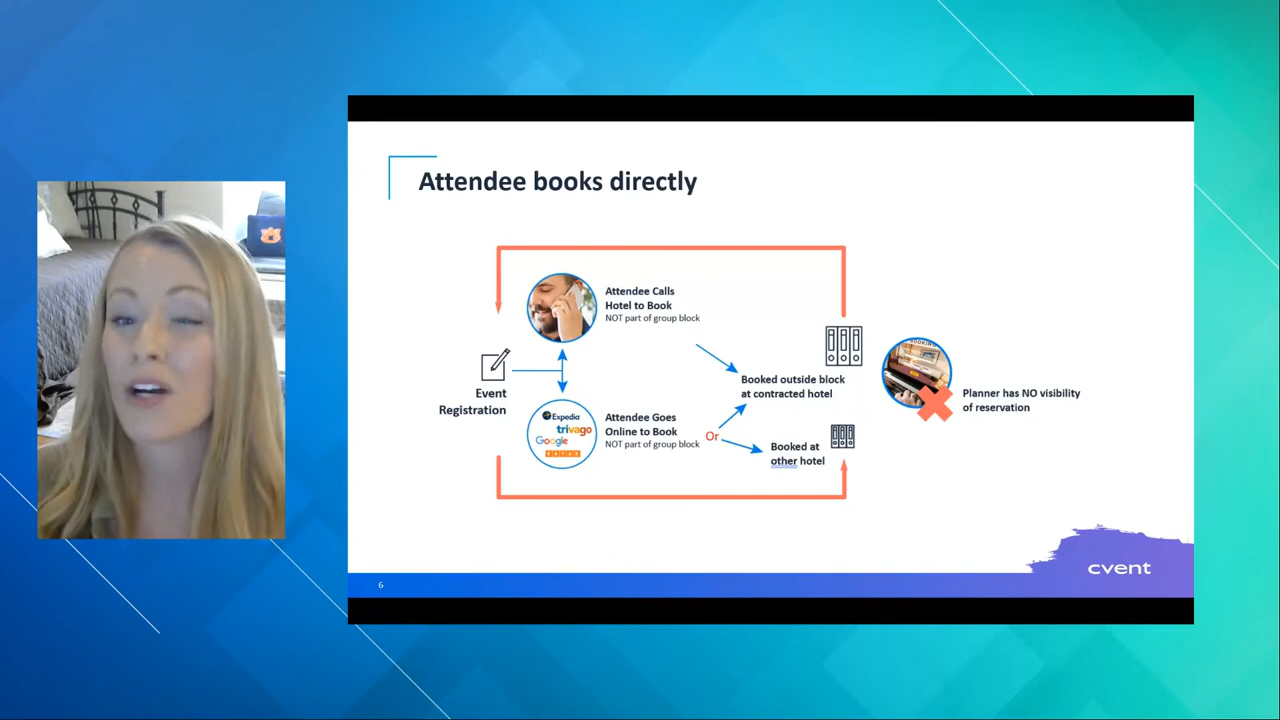 Attendee books directly
Attendee Calls
Hotel to Book
NOT part of group block
Event
Registration
Expedia
trivago
Google
KAYAK
Attendee Goes
Online to Book
NOT part of group block
Or
Booked outside block
at contracted hotel
Booked at
other hotel
BOOKING
Planner has NO visibility
of reservation
cvent
6